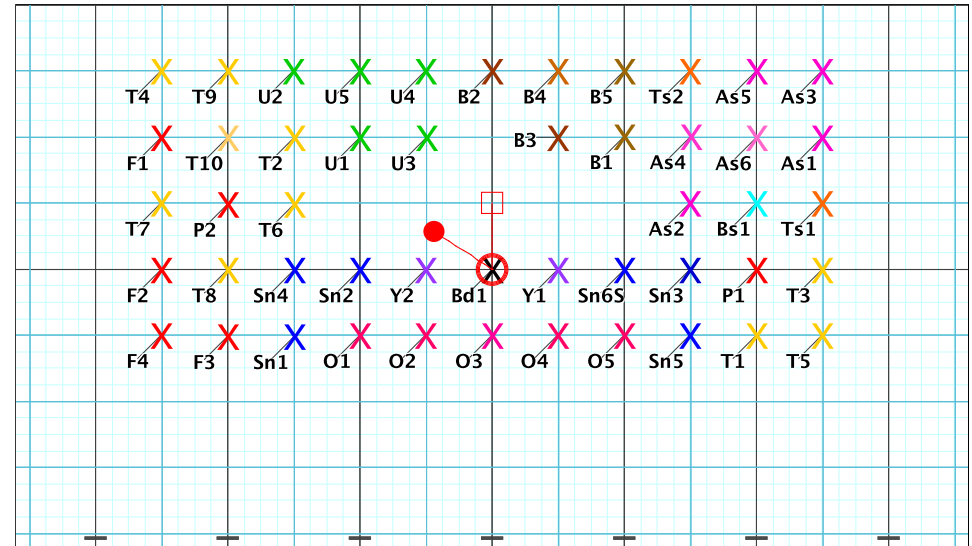 T4 T9 U2 U5 U4 B2 B4 B5 Ts2 As5 As3
F1 T10 T2 U1 U3 B3 B1 As4 As6 As1
T7 P2 T6 As2 Bs1 Ts1
F2 T8 Sn4 Sn2 Y2 Bd1 Y1 Sn6S Sn3 P1 T3
F4 F3 Sn1 O1 O2 O3 O4 O5 Sn5 T1 T5